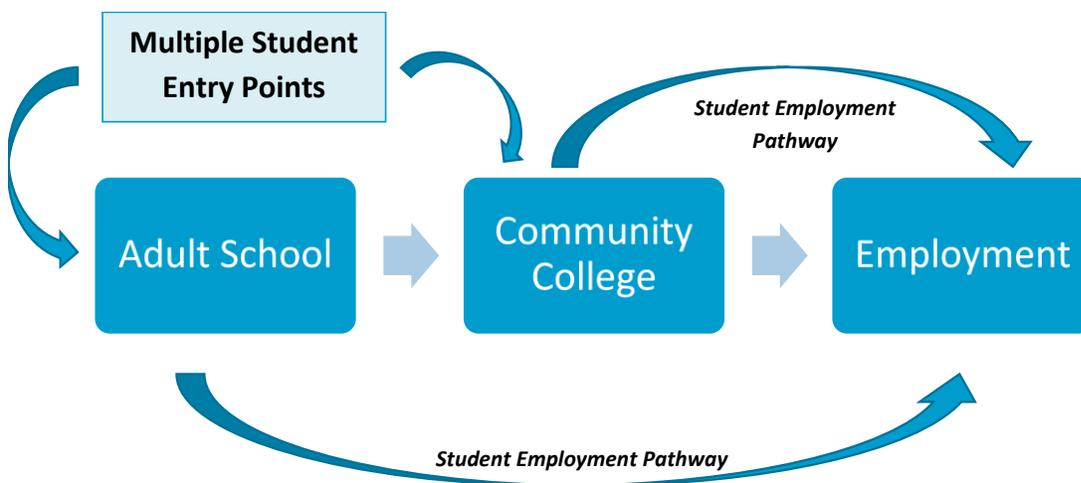 Multiple Student
Entry Points
Student Employment
Pathway
Adult School
Community
College
Employment
Student Employment Pathway